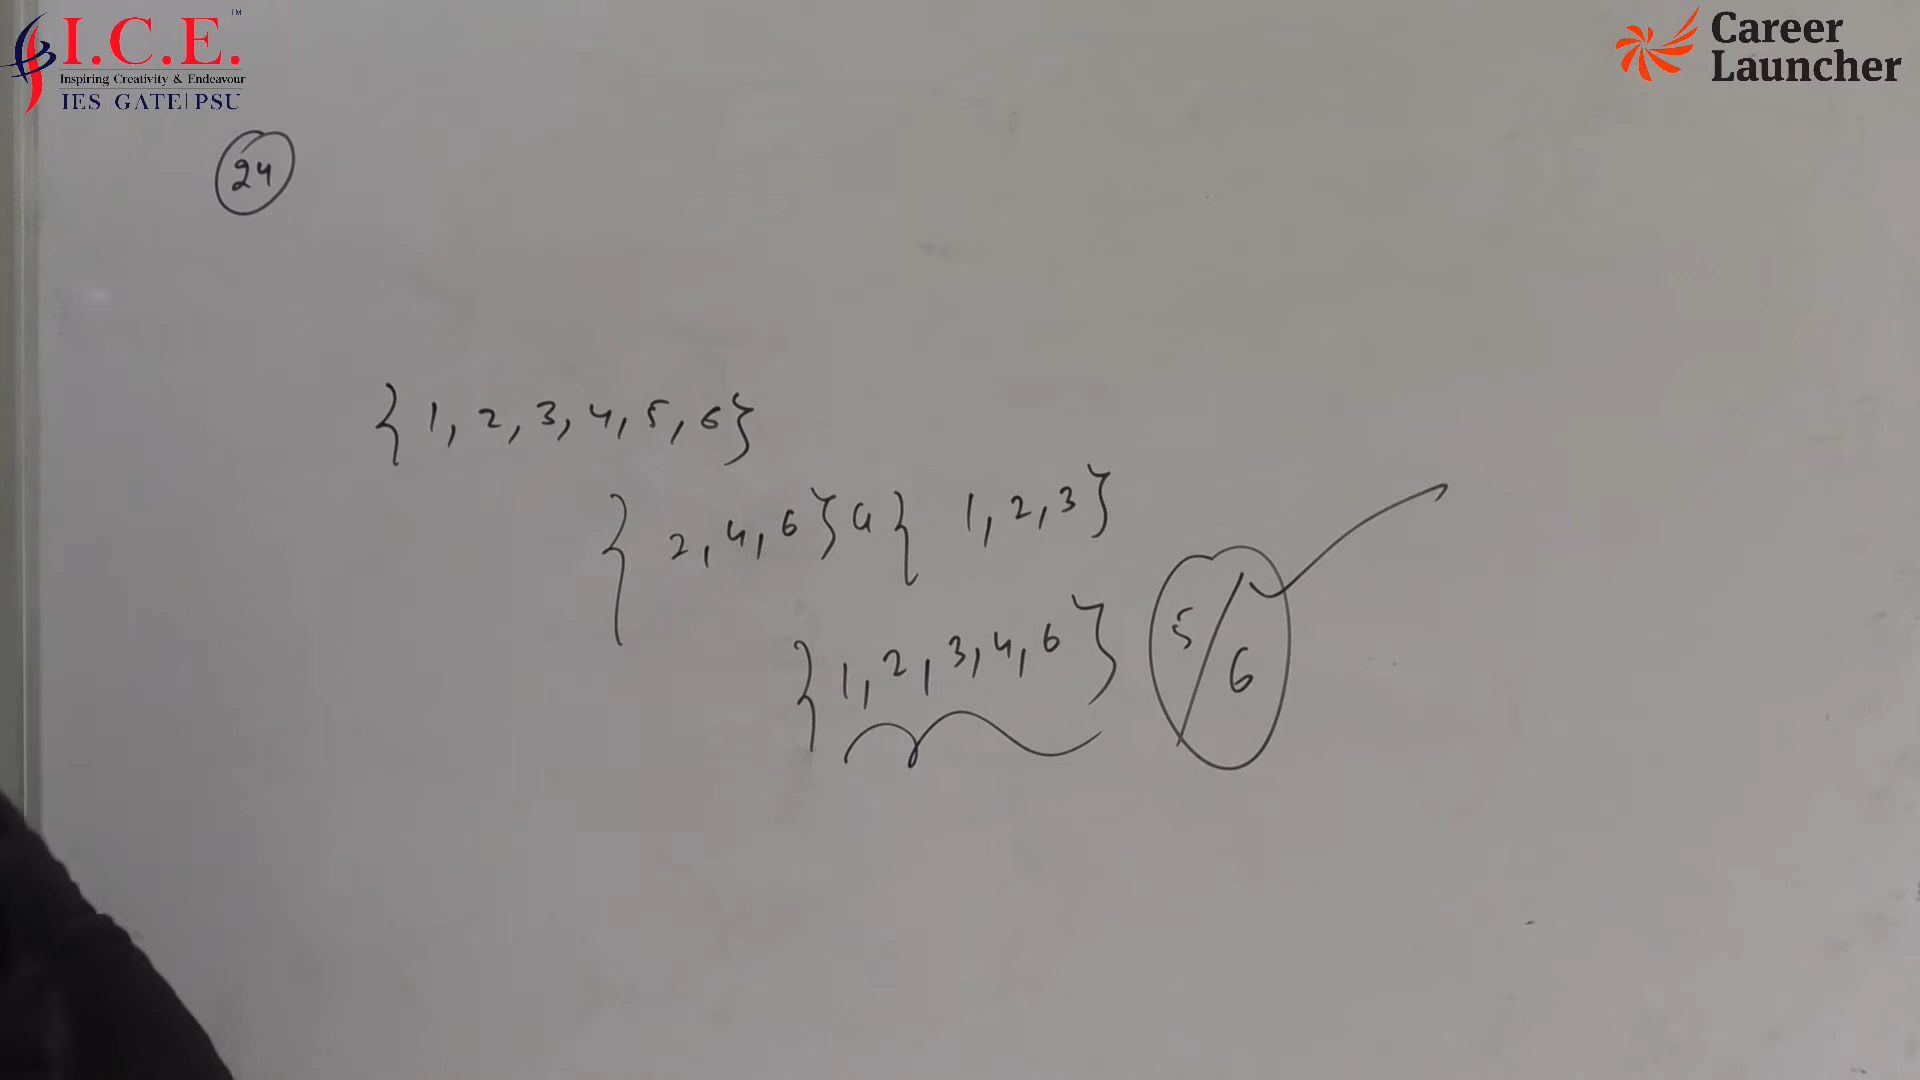 I.C.E.™
Inspiring Creativity & Endeavour
IES | GATE | PSU
Career
Launcher
24
{ 1, 2, 3, 4, 5, 6 }
{ 2, 4, 6 } { 1, 2, 3 }
{ 1, 2, 3, 4, 6 } 5/6